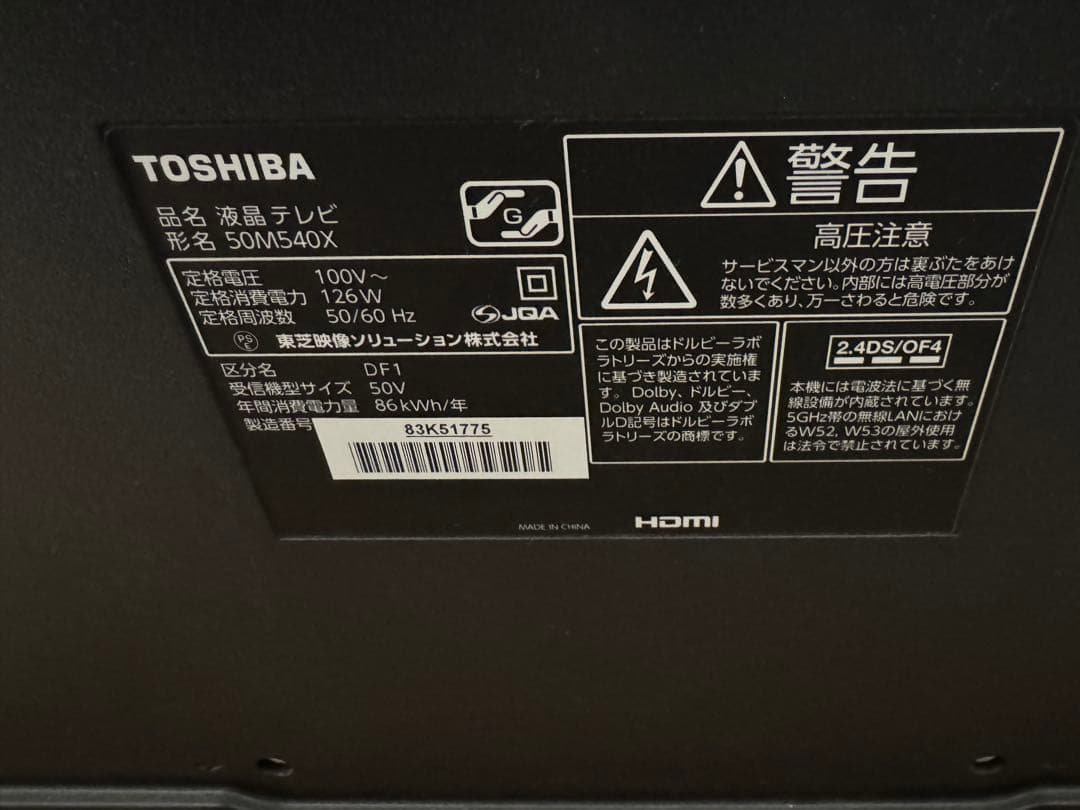 TOSHIBA
品名 液晶テレビ
形名 50M540X
G
定格電圧 100V～
定格消費電力 126W
定格周波数 50/60 Hz
JQA
PS
E
東芝映像ソリューション株式会社
区分名 DF1
受信機型サイズ 50V
年間消費電力量 86kWh/年
製造番号
83K51775
警告
高圧注意
サービスマン以外の方は裏ぶたをあけ
ないでください。内部には高電圧部分が
数多くあり、万一さわると危険です。
この製品はドルビーラボ
ラトリーズからの実施権
に基づき製造されていま
す。Dolby、ドルビー、
Dolby Audio 及びダブ
ルD記号はドルビーラボ
ラトリーズの商標です。
2.4DS/OF4
本機には電波法に基づく無
線設備が内蔵されています。
5GHz帯の無線LANにおけ
るW52, W53の屋外使用
は法令で禁止されています。
MADE IN CHINA
HDMI